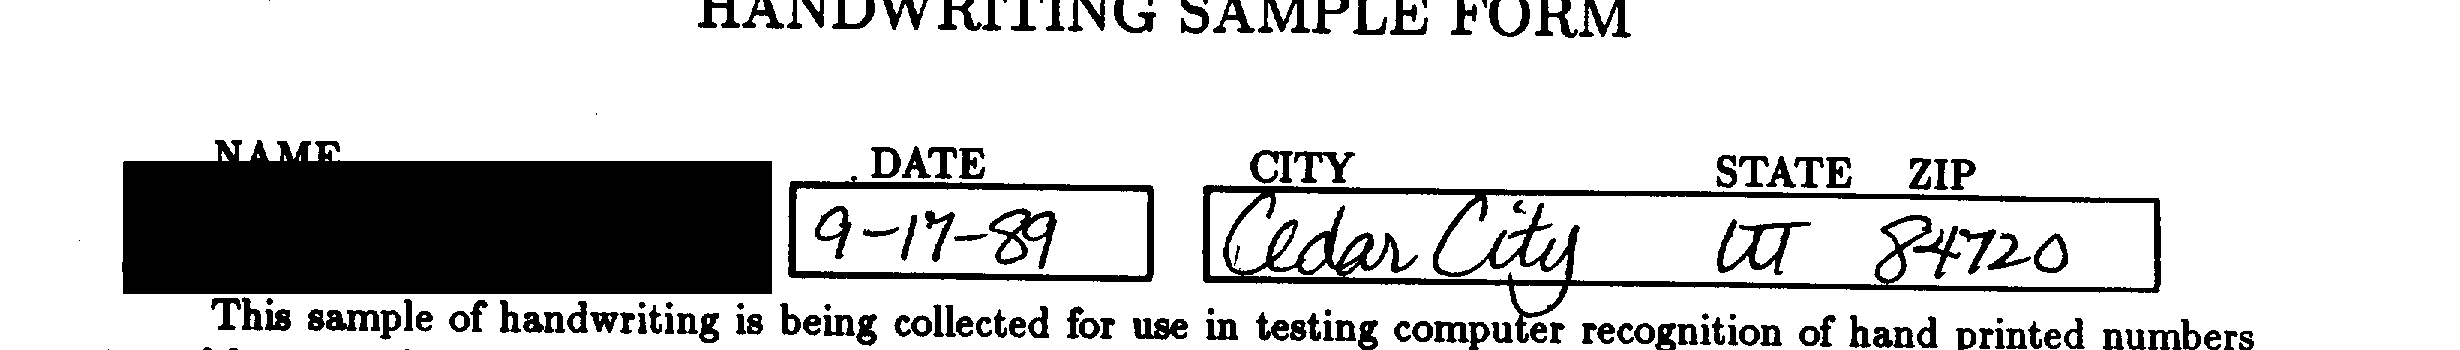 HANDWRITING SAMPLE FORM
NAME DATE CITY STATE ZIP
9-17-89 Cedar City UT 84720
This sample of handwriting is being collected for use in testing computer recognition of hand printed numbers